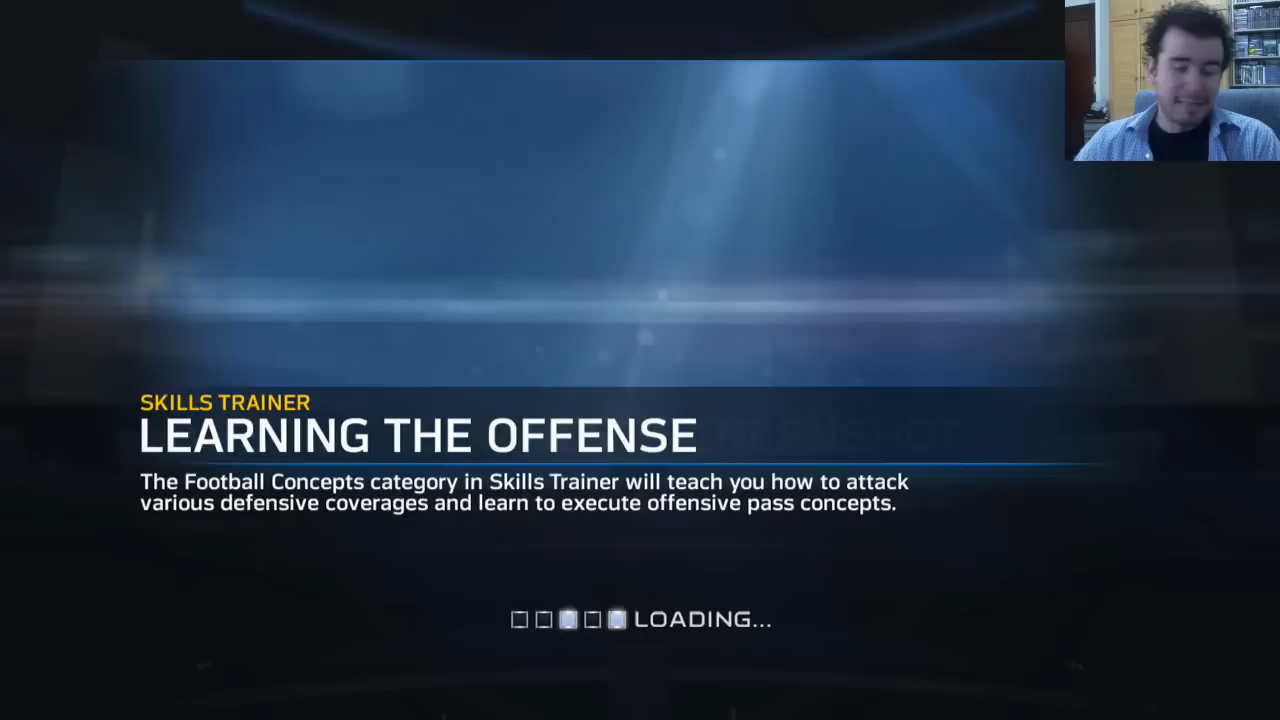 SKILLS TRAINER
LEARNING THE OFFENSE
The Football Concepts category in Skills Trainer will teach you how to attack
various defensive coverages and learn to execute offensive pass concepts.
LOADING...